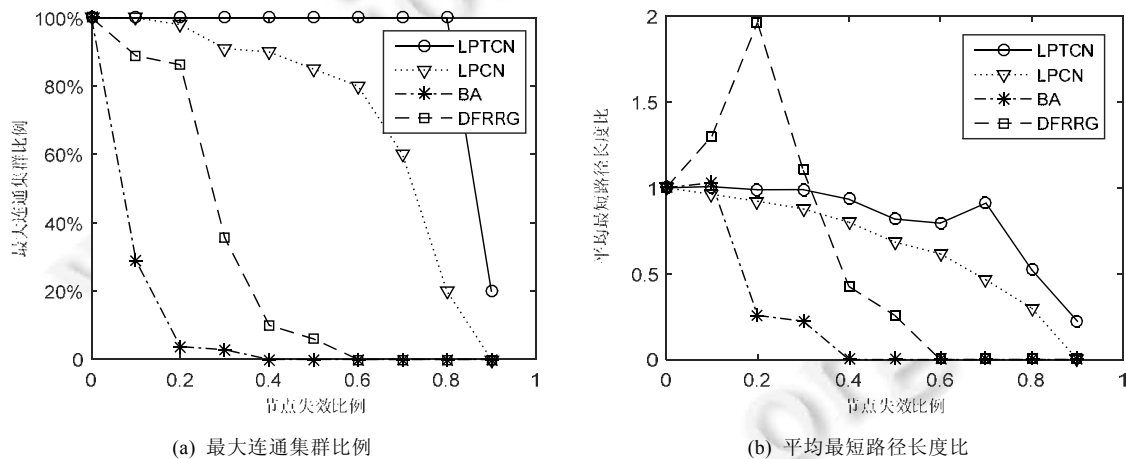 100%
80%
60%
40%
20%
0
最大连通集群比例
LPTCN
LPCN
BA
DFRRG
0 0.2 0.4 0.6 0.8 1
节点失效比例
(a) 最大连通集群比例
2
1.5
1
0.5
0
平均最短路径长度比
LPTCN
LPCN
BA
DFRRG
0 0.2 0.4 0.6 0.8 1
节点失效比例
(b) 平均最短路径长度比